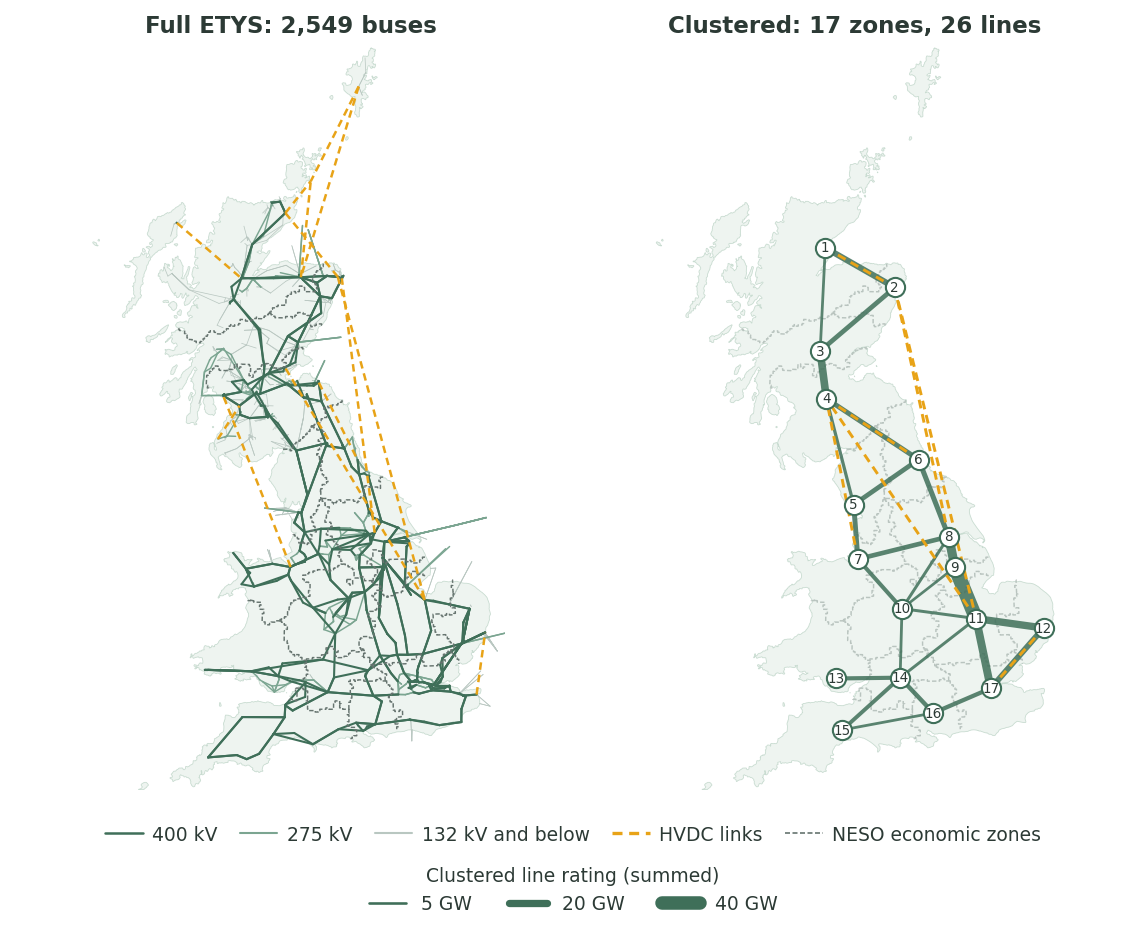 Full ETYS: 2,549 buses
Clustered: 17 zones, 26 lines
1
2
3
4
6
5
8
7
9
10
11
12
13
14
17
16
15
400 kV
275 kV
132 kV and below
HVDC links
NESO economic zones
Clustered line rating (summed)
5 GW
20 GW
40 GW